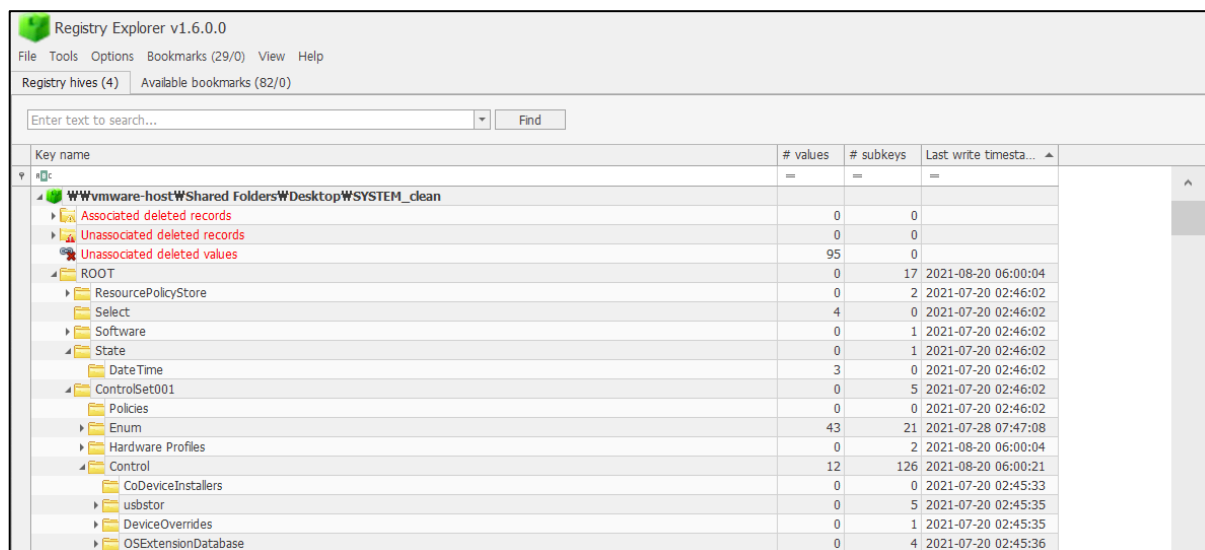 Registry Explorer v1.6.0.0
File Tools Options Bookmarks (29/0) View Help
Registry hives (4) Available bookmarks (82/0)
Enter text to search... Find
Key name # values # subkeys Last write timesta...
= = =
₩₩vmware-host₩Shared Folders₩Desktop₩SYSTEM_clean
Associated deleted records 0 0
Unassociated deleted records 0 0
Unassociated deleted values 95 0
ROOT 0 17 2021-08-20 06:00:04
ResourcePolicyStore 0 2 2021-07-20 02:46:02
Select 4 0 2021-07-20 02:46:02
Software 0 1 2021-07-20 02:46:02
State 0 1 2021-07-20 02:46:02
DateTime 3 0 2021-07-20 02:46:02
ControlSet001 0 5 2021-07-20 02:46:02
Policies 0 0 2021-07-20 02:46:02
Enum 43 21 2021-07-28 07:47:08
Hardware Profiles 0 2 2021-08-20 06:00:04
Control 12 126 2021-08-20 06:00:21
CoDeviceInstallers 0 0 2021-07-20 02:45:33
usbstor 0 5 2021-07-20 02:45:35
DeviceOverrides 0 1 2021-07-20 02:45:35
OSExtensionDatabase 0 4 2021-07-20 02:45:36